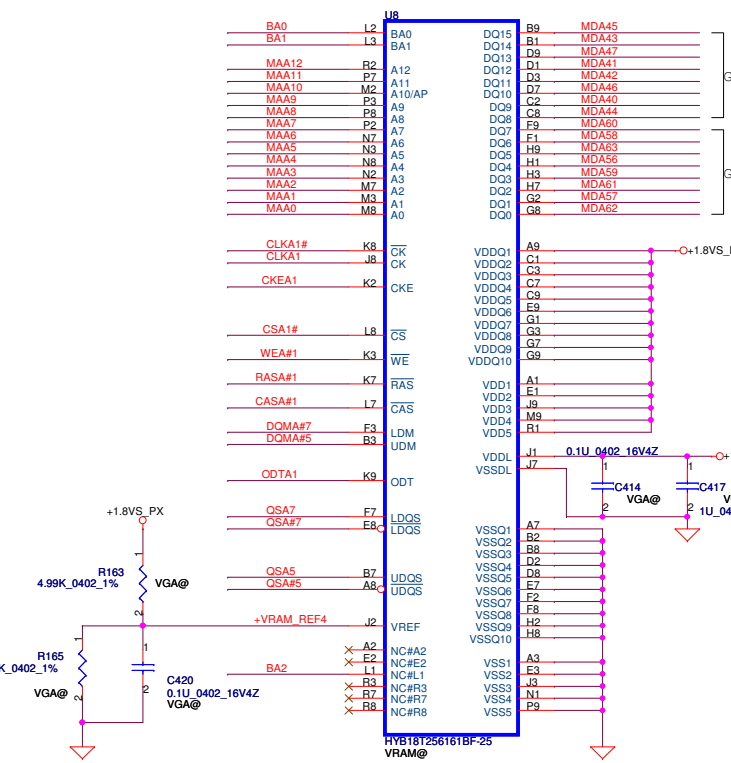 U8
BA0 L2 BA0 DQ15 B9 MDA45
BA1 L3 BA1 DQ14 B1 MDA43
DQ13 D9 MDA47
MAA12 R2 A12 DQ12 D1 MDA41
MAA11 P7 A11 DQ11 D3 MDA42
MAA10 M2 A10/AP DQ10 D7 MDA46
MAA9 P3 A9 DQ9 C2 MDA40
MAA8 P8 A8 DQ8 C8 MDA44
MAA7 P2 A7 DQ7 F9 MDA60
MAA6 N7 A6 DQ6 F1 MDA58
MAA5 N3 A5 DQ5 H9 MDA63
MAA4 N8 A4 DQ4 H1 MDA56
MAA3 N2 A3 DQ3 H3 MDA59
MAA2 M7 A2 DQ2 H7 MDA61
MAA1 M3 A1 DQ1 G2 MDA57
MAA0 M8 A0 DQ0 G8 MDA62
G
G
CLKA1# K8 CK VDDQ1 A9 +1.8VS_
CLKA1 J8 CK VDDQ2 C1
VDDQ3 C3
CKEA1 K2 CKE VDDQ4 C7
VDDQ5 C9
VDDQ6 E9
VDDQ7 G1
CSA1# L8 CS VDDQ8 G3
VDDQ9 G7
WEA#1 K3 WE VDDQ10 G9
RASA#1 K7 RAS VDD1 A1
VDD2 E1
CASA#1 L7 CAS VDD3 J9
VDD4 M9
DQMA#7 F3 LDM VDD5 R1
DQMA#5 B3 UDM
VDDL J1 0.1U_0402_16V4Z +
VSSDL J7
ODTA1 K9 ODT
1 C414 VGA@ 2
1 C417 V 2 1U_04
+1.8VS_PX
QSA7 F7 LDQS
QSA#7 E8 LDQS VSSQ1 A7
VSSQ2 B2
VSSQ3 B8
VSSQ4 D2
QSA5 B7 UDQS VSSQ5 D8
QSA#5 A8 UDQS VSSQ6 E7
VSSQ7 F2
VSSQ8 F8
+VRAM_REF4 J2 VREF VSSQ9 H2
VSSQ10 H8
1 R163
4.99K_0402_1% VGA@
2
A2 NC#A2
E2 NC#E2 VSS1 A3
BA2 L1 NC#L1 VSS2 E3
R3 NC#R3 VSS3 J3
R7 NC#R7 VSS4 N1
R8 NC#R8 VSS5 P9
1 R165
K_0402_1%
VGA@ 2
1
2 C420
0.1U_0402_16V4Z
VGA@
HYB18T256161BF-25
VRAM@